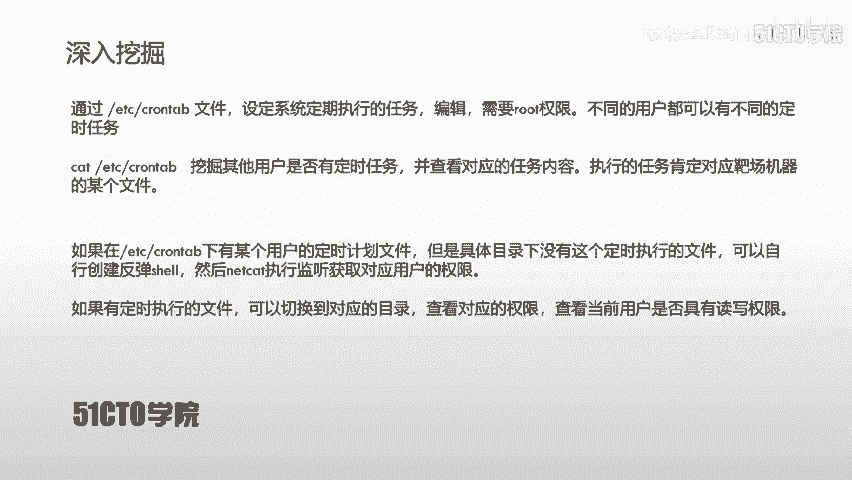 深入挖掘
51CTO学院
通过 /etc/crontab 文件，设定系统定期执行的任务，编辑，需要root权限。不同的用户都可以有不同的定
时任务
cat /etc/crontab 挖掘其他用户是否有定时任务，并查看对应的任务内容。执行的任务肯定对应靶场机器
的某个文件。
如果在/etc/crontab下有某个用户的定时计划文件，但是具体目录下没有这个定时执行的文件，可以自
行创建反弹shell，然后netcat执行监听获取对应用户的权限。
如果有定时执行的文件，可以切换到对应的目录，查看对应的权限，查看当前用户是否具有读写权限。
51CTO学院